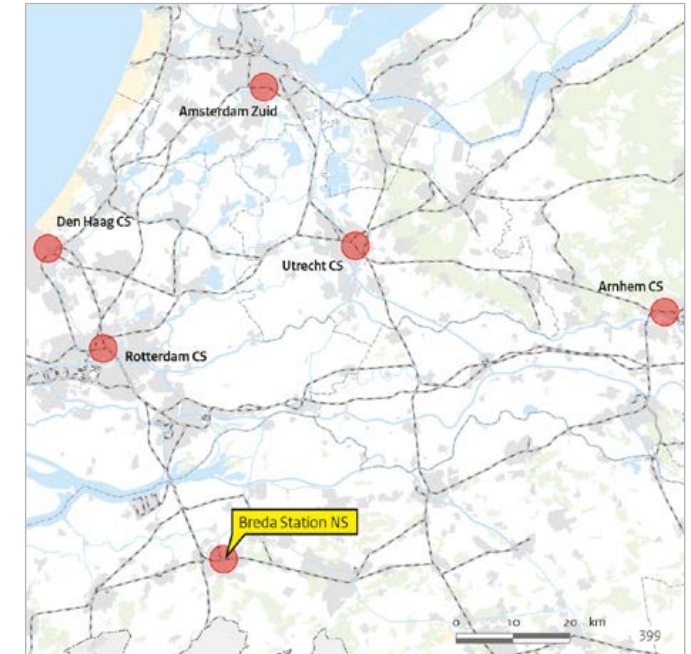 Amsterdam Zuid
Den Haag CS
Utrecht CS
Arnhem CS
Rotterdam CS
Breda Station NS
0 10 20 km
399